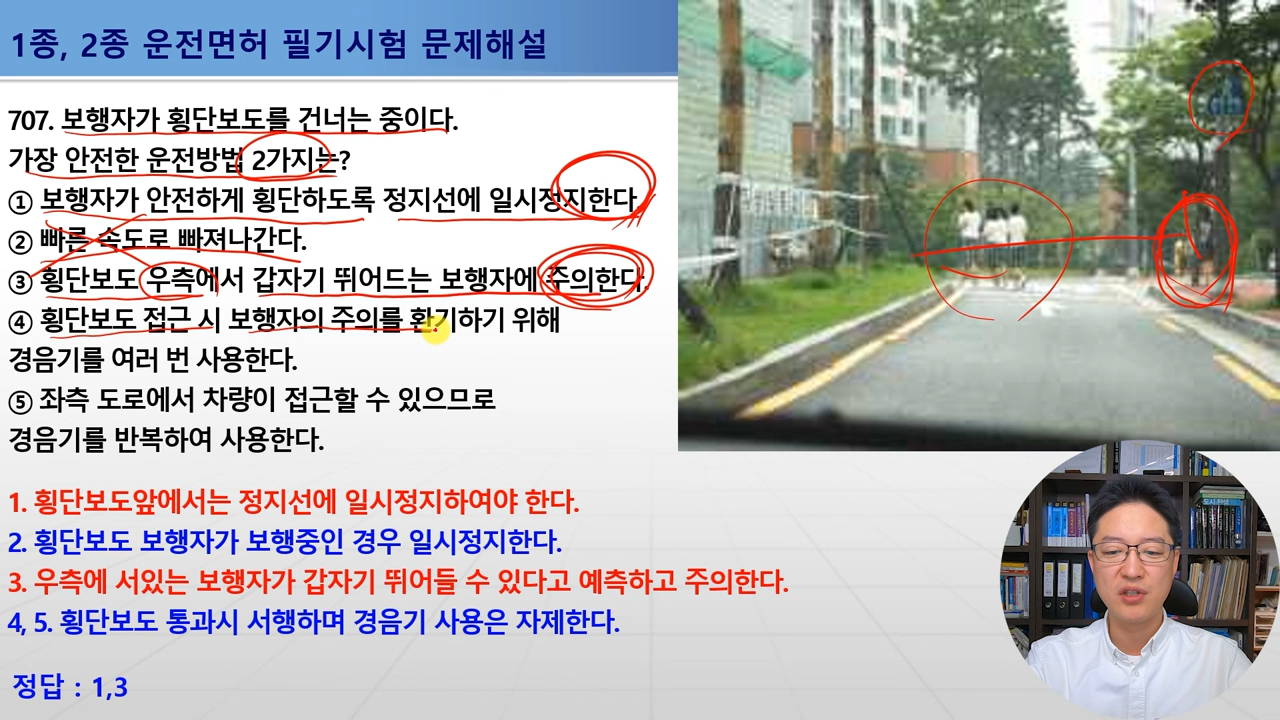 1종, 2종 운전면허 필기시험 문제해설
707. 보행자가 횡단보도를 건너는 중이다.
가장 안전한 운전방법 2가지는?
① 보행자가 안전하게 횡단하도록 정지선에 일시정지한다.
② 빠른 속도로 빠져나간다.
③ 횡단보도 우측에서 갑자기 뛰어드는 보행자에 주의한다.
④ 횡단보도 접근 시 보행자의 주의를 환기하기 위해
경음기를 여러 번 사용한다.
⑤ 좌측 도로에서 차량이 접근할 수 있으므로
경음기를 반복하여 사용한다.
1. 횡단보도앞에서는 정지선에 일시정지하여야 한다.
2. 횡단보도 보행자가 보행중인 경우 일시정지한다.
3. 우측에 서있는 보행자가 갑자기 뛰어들 수 있다고 예측하고 주의한다.
4, 5. 횡단보도 통과시 서행하며 경음기 사용은 자제한다.
정답 : 1,3